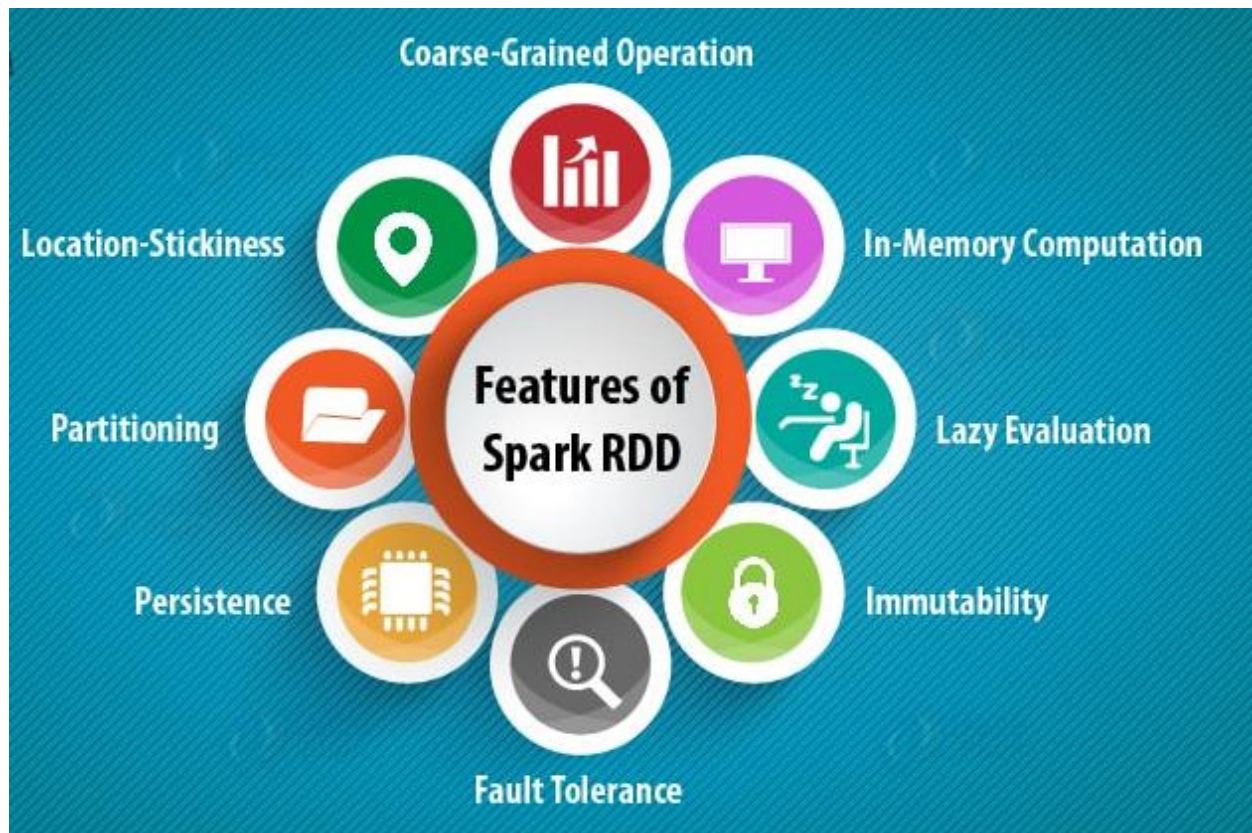 Coarse-Grained Operation
Location-Stickiness
In-Memory Computation
Features of
Spark RDD
Partitioning
Lazy Evaluation
zZ
Persistence
Immutability
!
Fault Tolerance